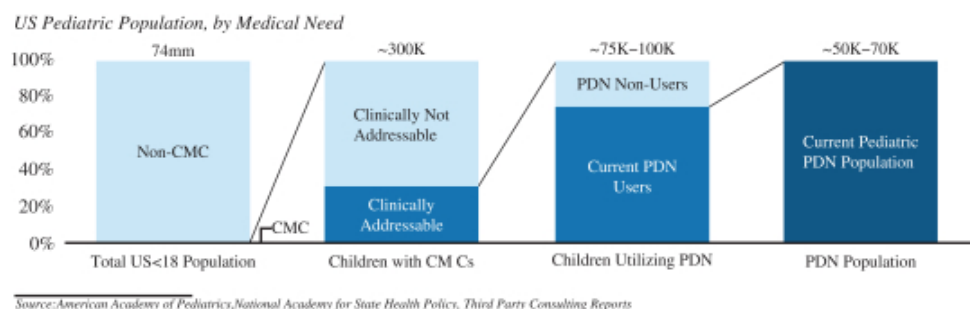 US Pediatric Population, by Medical Need
74mm
~300K
~75K–100K
~50K–70K
100%
80%
60%
40%
20%
0%
Non-CMC
CMC
Clinically Not
Addressable
Clinically
Addressable
PDN Non-Users
Current PDN
Users
Current Pediatric
PDN Population
Total US<18 Population
Children with CM Cs
Children Utilizing PDN
PDN Population
Source:American Academy of Pediatrics,National Academy for State Health Policy, Third Party Consulting Reports